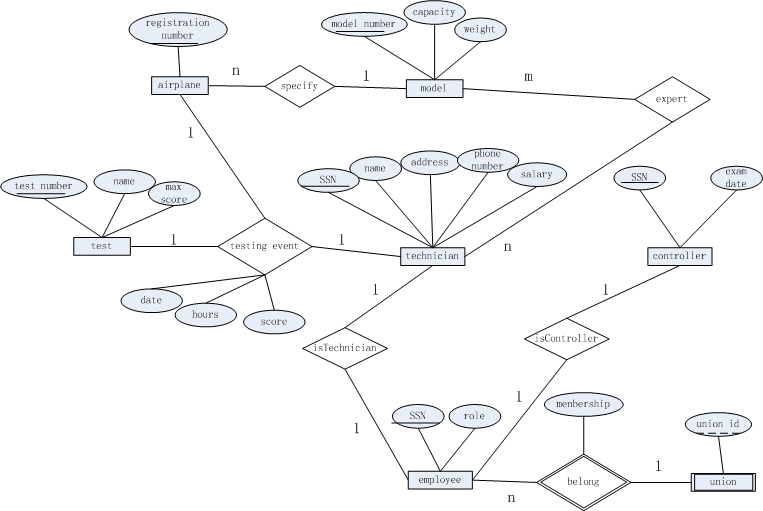 registration
number
model number
capacity
weight
airplane
n
specify
1
model
m
expert
1
test number
name
max
score
SSN
name
address
phone
number
salary
SSN
exam
date
test
1
testing event
1
technician
n
controller
date
hours
score
1
isTechnician
1
isController
1
1
SSN
role
menbership
union id
employee
n
belong
1
union